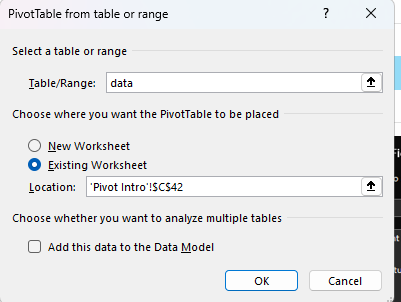 PivotTable from table or range
Select a table or range
Table/Range: data
Choose where you want the PivotTable to be placed
New Worksheet
Existing Worksheet
Location: 'Pivot Intro'!$C$42
Choose whether you want to analyze multiple tables
Add this data to the Data Model
OK Cancel